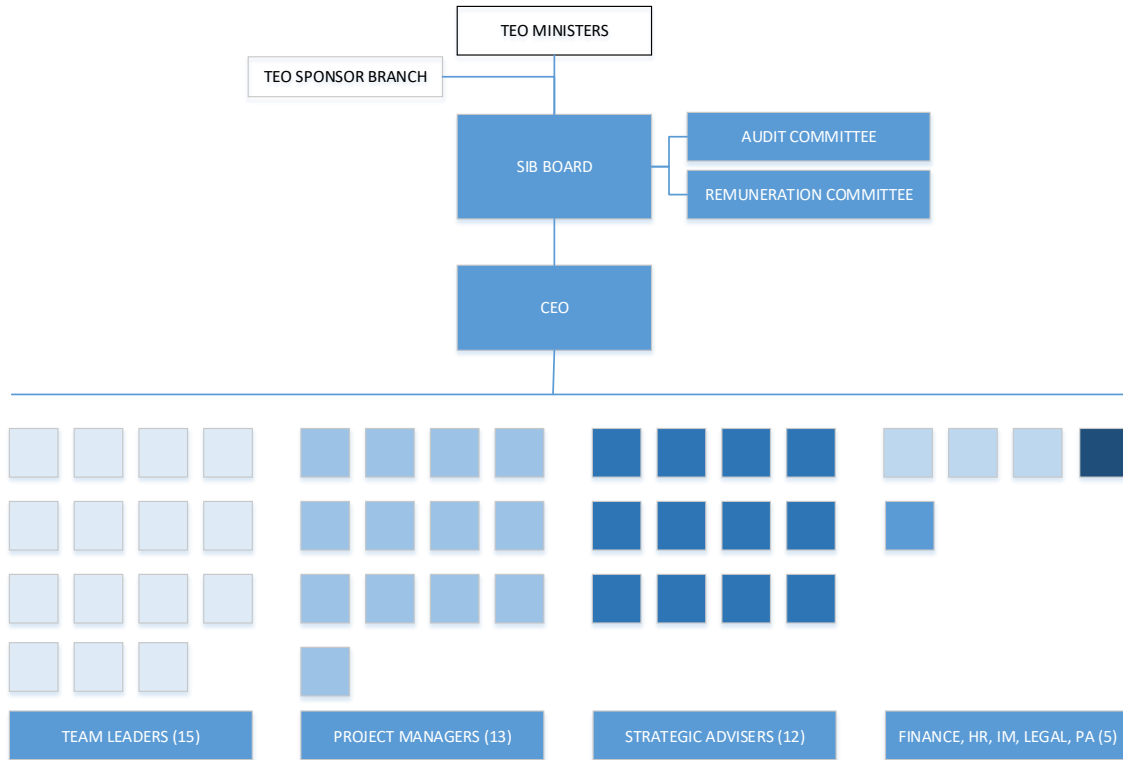 TEO MINISTERS
TEO SPONSOR BRANCH
SIB BOARD
AUDIT COMMITTEE
REMUNERATION COMMITTEE
CEO
TEAM LEADERS (15)
PROJECT MANAGERS (13)
STRATEGIC ADVISERS (12)
FINANCE, HR, IM, LEGAL, PA (5)